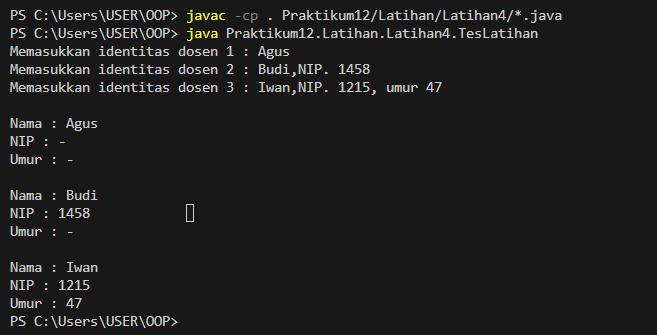 PS C:\Users\USER\OOP> javac -cp . Praktikum12/Latihan/Latihan4/*.java
PS C:\Users\USER\OOP> java Praktikum12.Latihan.Latihan4.TesLatihan
Memasukkan identitas dosen 1 : Agus
Memasukkan identitas dosen 2 : Budi,NIP. 1458
Memasukkan identitas dosen 3 : Iwan,NIP. 1215, umur 47

Nama : Agus
NIP : -
Umur : -

Nama : Budi
NIP : 1458
Umur : -

Nama : Iwan
NIP : 1215
Umur : 47
PS C:\Users\USER\OOP>